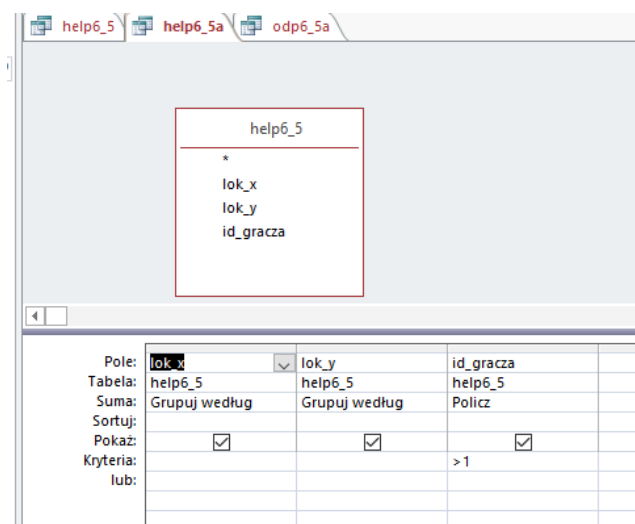 help6_5 help6_5a odp6_5a
help6_5
*
lok_x
lok_y
id_gracza
Pole: lok_x lok_y id_gracza
Tabela: help6_5 help6_5 help6_5
Suma: Grupuj według Grupuj według Policz
Sortuj:
Pokaż:
Kryteria: >1
lub: